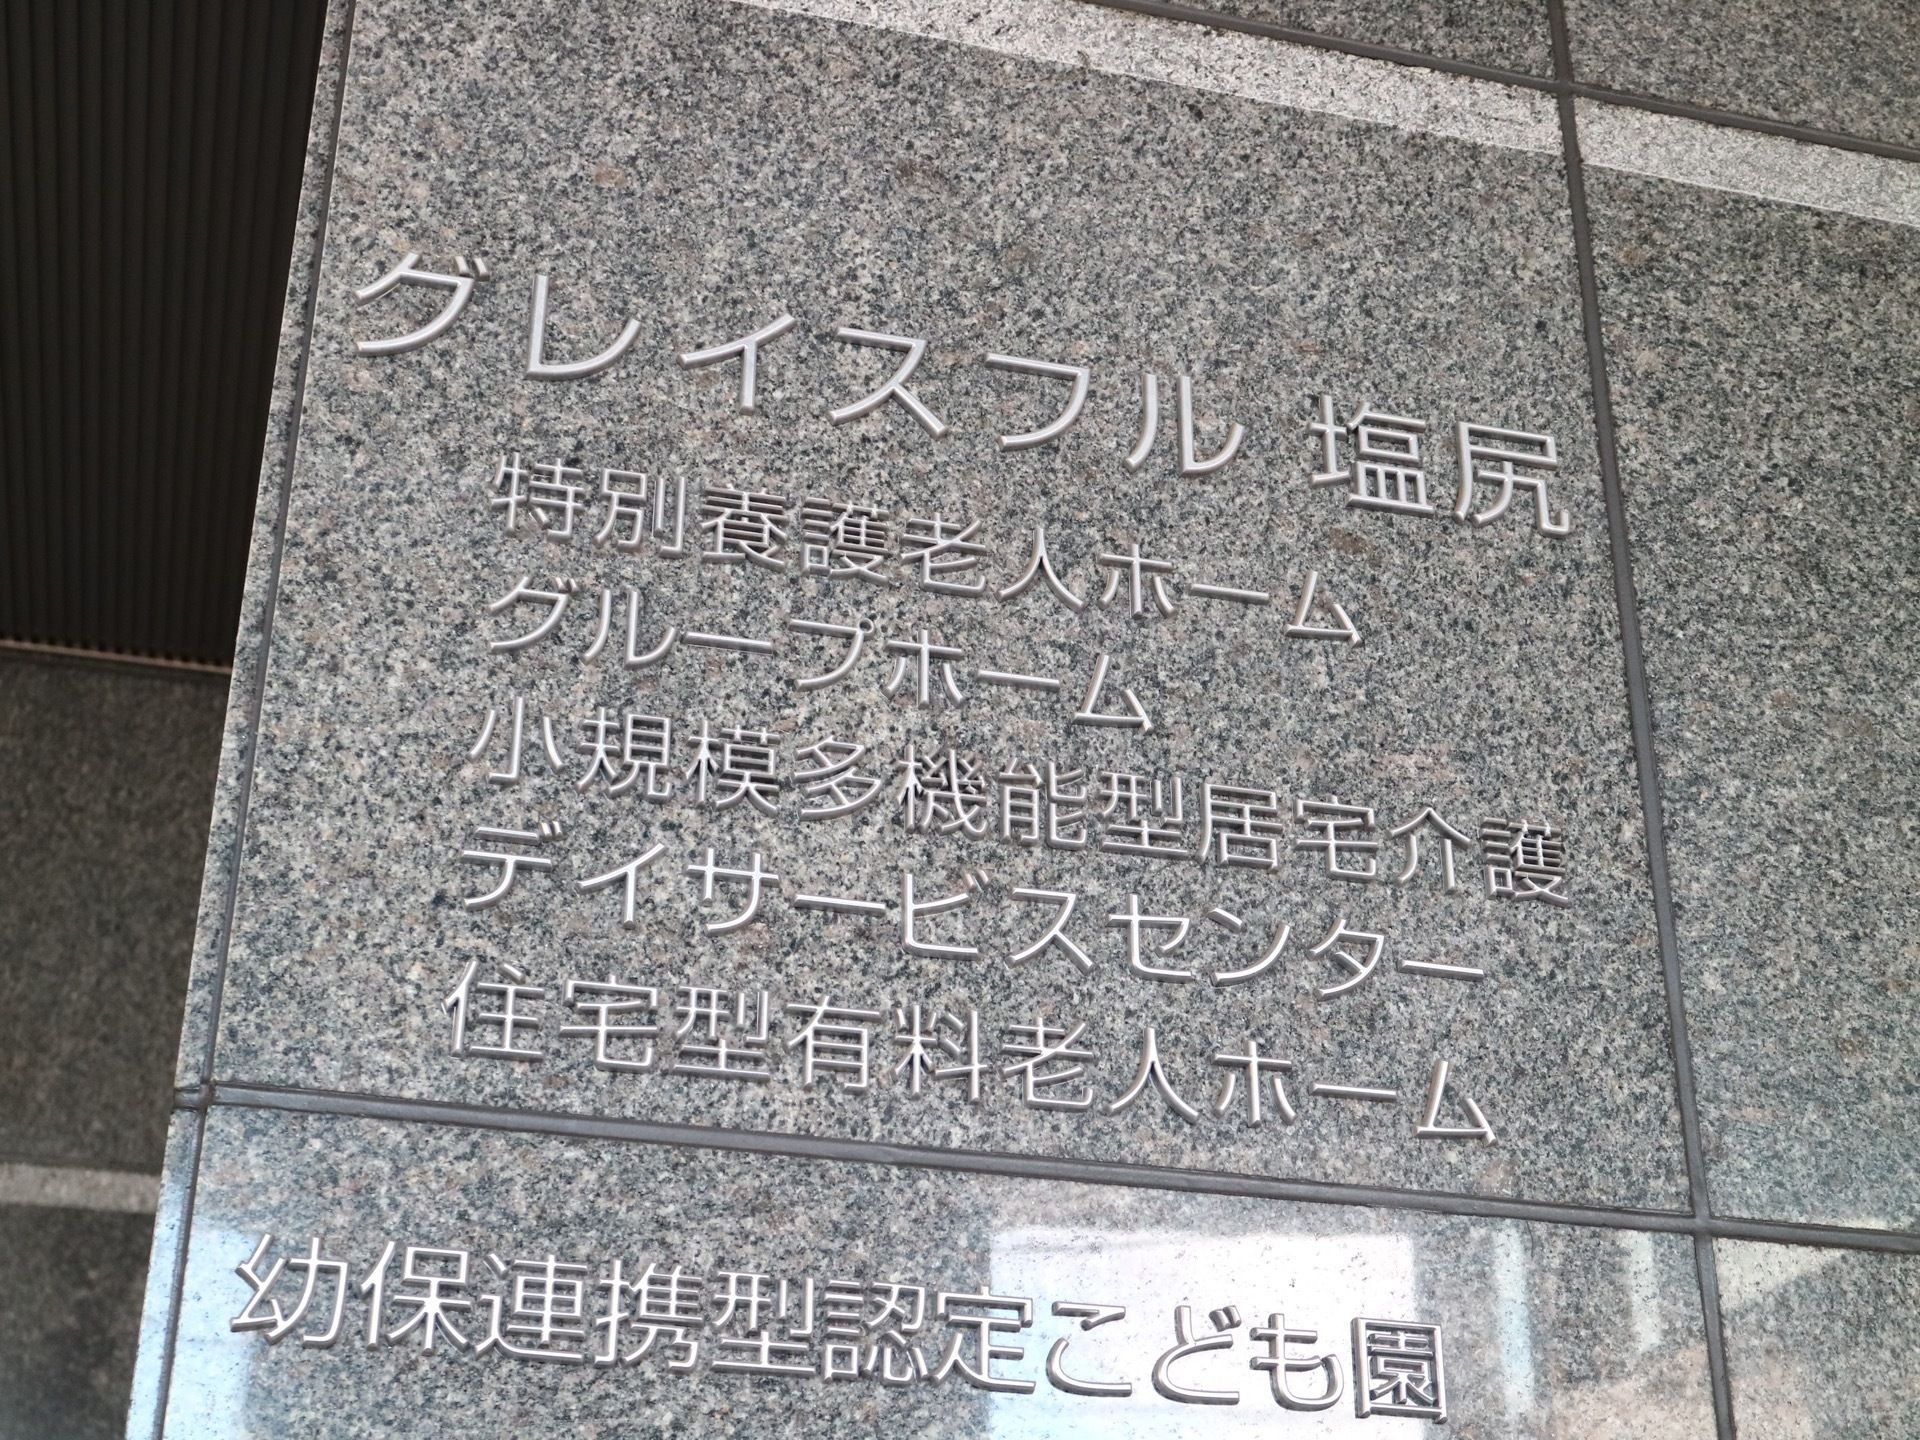 グレイスフル 塩尻
特別養護老人ホーム
グループホーム
小規模多機能型居宅介護
デイサービスセンター
住宅型有料老人ホーム
幼保連携型認定こども園